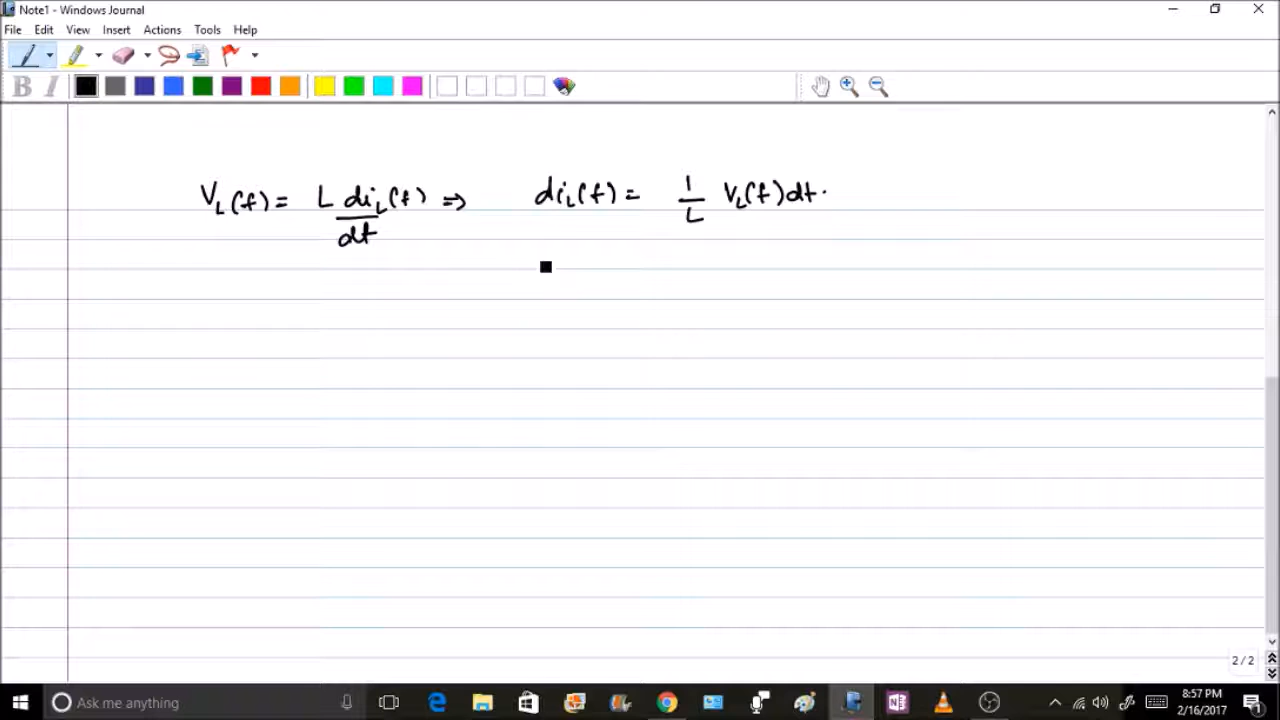 Note1 - Windows Journal
File Edit View Insert Actions Tools Help
B I
V_L(t) = L di_L(t)/dt ⇒ di_L(t) = 1/L V_L(t)dt.
2 / 2
Ask me anything
8:57 PM
2/16/2017